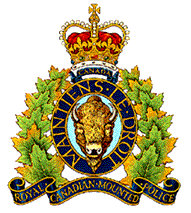 CANADA
MAINTIENS LE DROIT
ROYAL CANADIAN MOUNTED POLICE